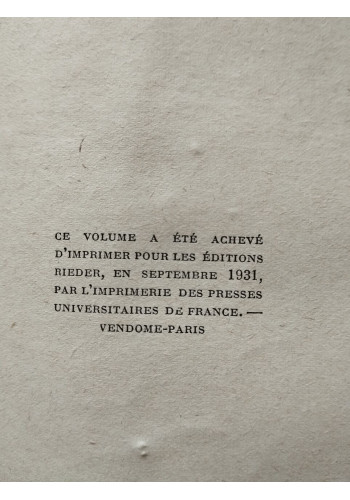 CE VOLUME A ÉTÉ ACHEVÉ
D'IMPRIMER POUR LES ÉDITIONS
RIEDER, EN SEPTEMBRE 1931,
PAR L'IMPRIMERIE DES PRESSES
UNIVERSITAIRES DE FRANCE. —
VENDOME-PARIS